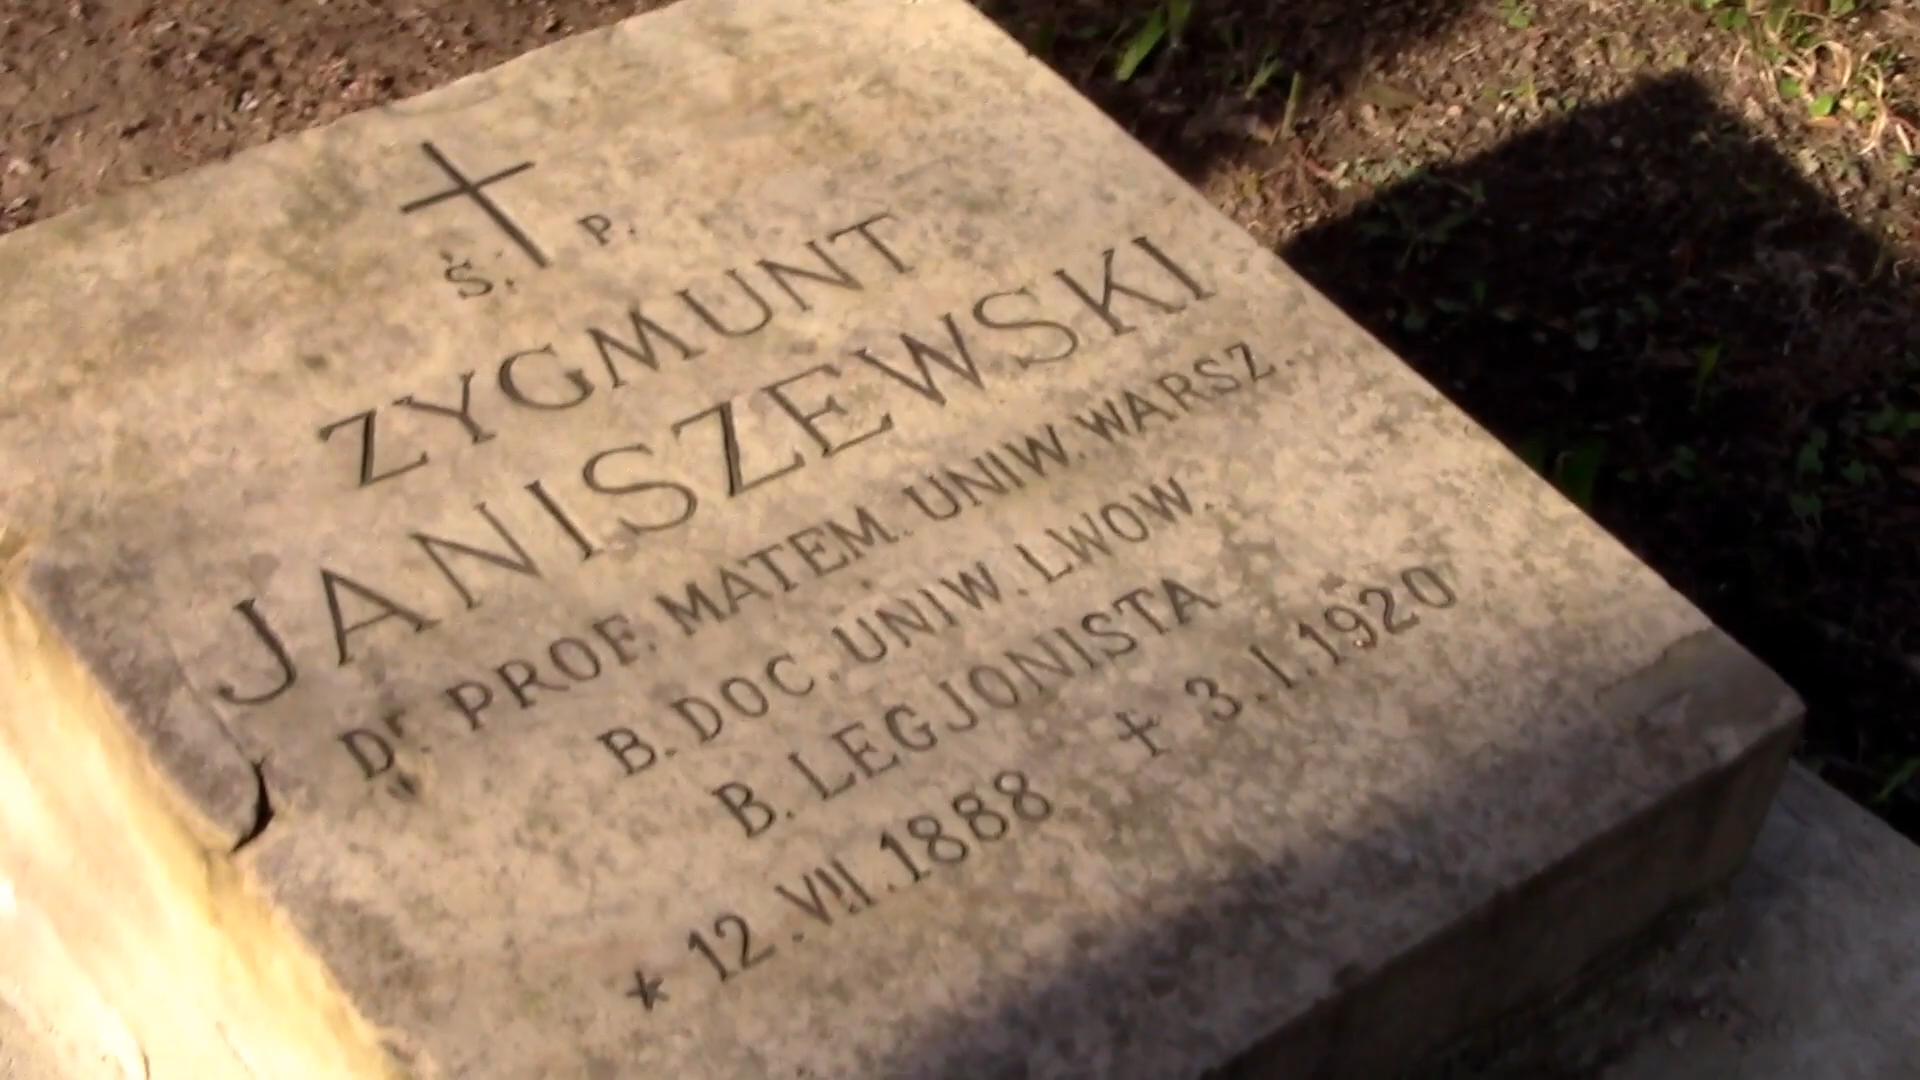 Ś. P.
ZYGMUNT
JANISZEWSKI
Dr. PROF. MATEM. UNIW. WARSZ.
B. DOC. UNIW. LWOW.
B. LEGJONISTA
* 12. VII. 1888 † 3. I. 1920